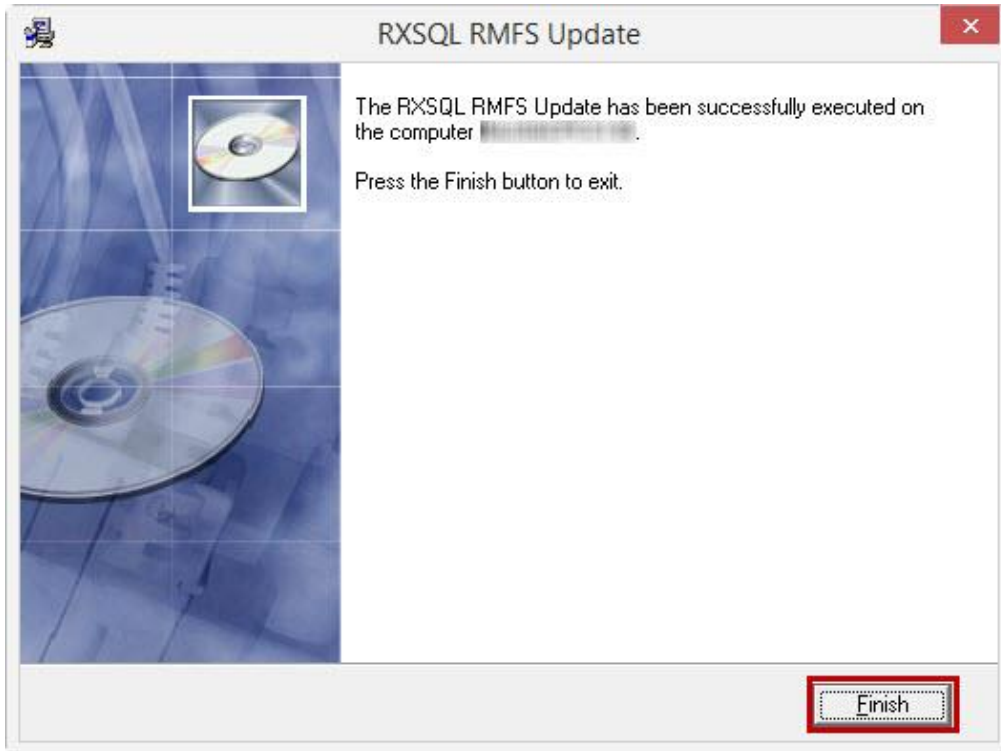 RXSQL RMFS Update
The RXSQL RMFS Update has been successfully executed on
the computer .
Press the Finish button to exit.
Finish